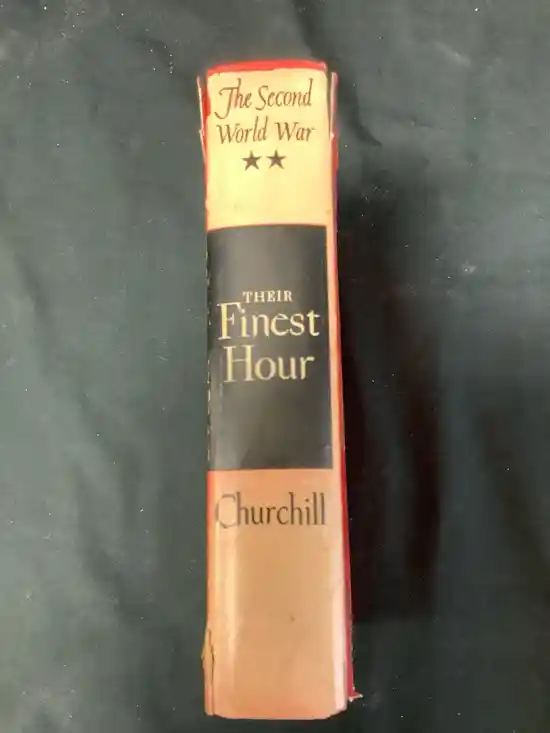 The Second
World War
★★
THEIR
Finest
Hour
Churchill